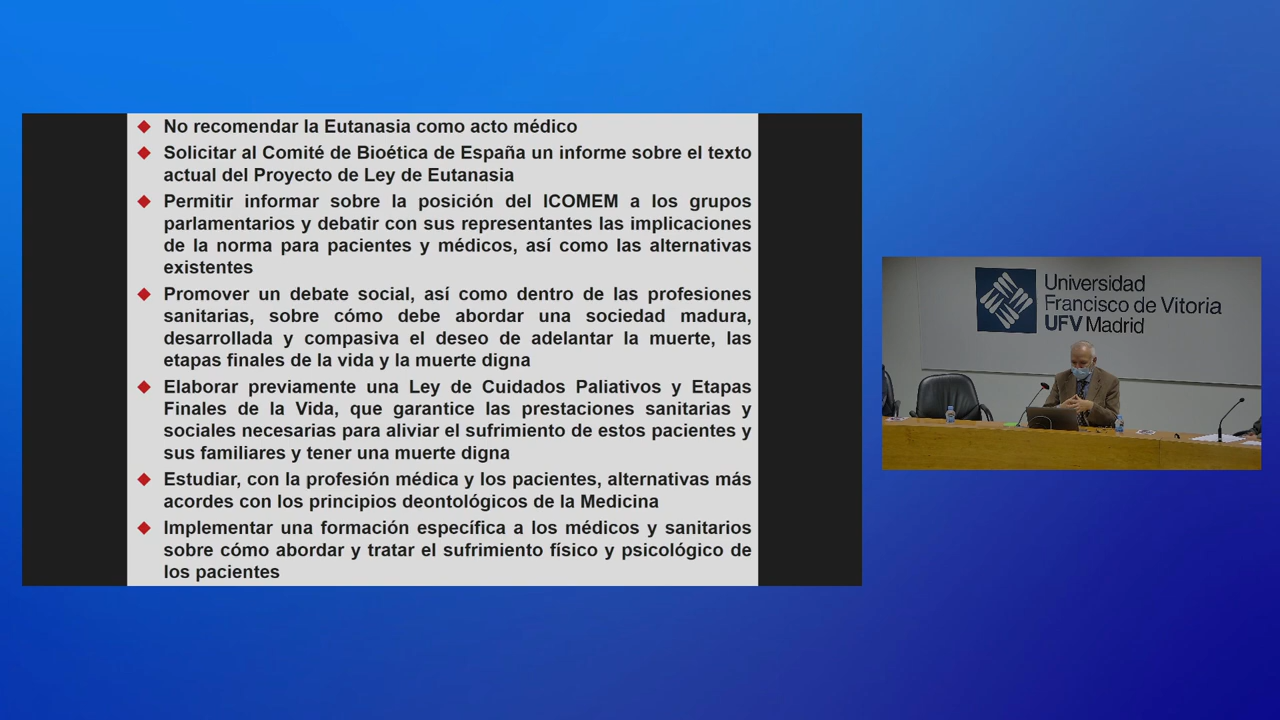 No recomendar la Eutanasia como acto médico
Solicitar al Comité de Bioética de España un informe sobre el texto
actual del Proyecto de Ley de Eutanasia
Permitir informar sobre la posición del ICOMEM a los grupos
parlamentarios y debatir con sus representantes las implicaciones
de la norma para pacientes y médicos, así como las alternativas
existentes
Promover un debate social, así como dentro de las profesiones
sanitarias, sobre cómo debe abordar una sociedad madura,
desarrollada y compasiva el deseo de adelantar la muerte, las
etapas finales de la vida y la muerte digna
Elaborar previamente una Ley de Cuidados Paliativos y Etapas
Finales de la Vida, que garantice las prestaciones sanitarias y
sociales necesarias para aliviar el sufrimiento de estos pacientes y
sus familiares y tener una muerte digna
Estudiar, con la profesión médica y los pacientes, alternativas más
acordes con los principios deontológicos de la Medicina
Implementar una formación específica a los médicos y sanitarios
sobre cómo abordar y tratar el sufrimiento físico y psicológico de
los pacientes
Universidad
Francisco de Vitoria
UFV Madrid